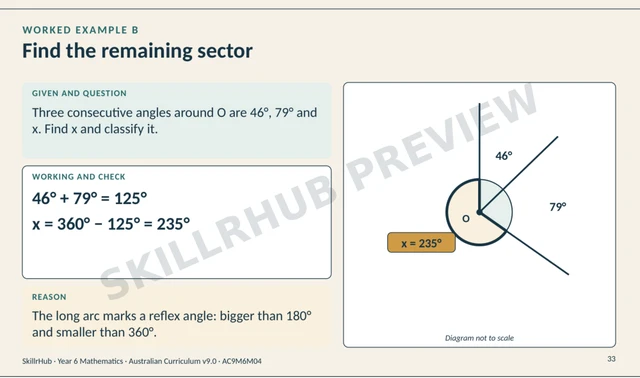 WORKED EXAMPLE B
Find the remaining sector
GIVEN AND QUESTION
Three consecutive angles around O are 46°, 79° and
x. Find x and classify it.
WORKING AND CHECK
46° + 79° = 125°
x = 360° − 125° = 235°
REASON
The long arc marks a reflex angle: bigger than 180°
and smaller than 360°.
46°
79°
O
x = 235°
Diagram not to scale
SKILLRHUB PREVIEW
SkillrHub · Year 6 Mathematics · Australian Curriculum v9.0 · AC9M6M04
33